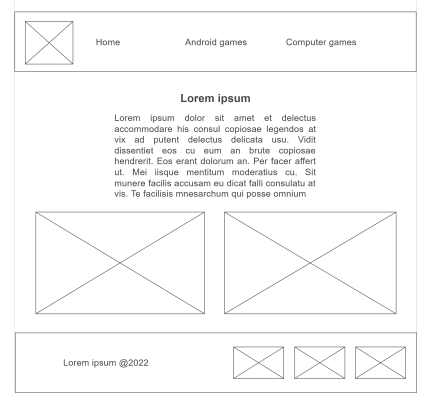 Home Android games Computer games
Lorem ipsum
Lorem ipsum dolor sit amet et delectus
accommodare his consul copiosae legendos at
vix ad putent delectus delicata usu. Vidit
dissentiet eos cu eum an brute copiosae
hendrerit. Eos erant dolorum an. Per facer affert
ut. Mei iisque mentitum moderatius cu. Sit
munere facilis accusam eu dicat falli consulatu at
vis. Te facilisis mnesarchum qui posse omnium
Lorem ipsum @2022